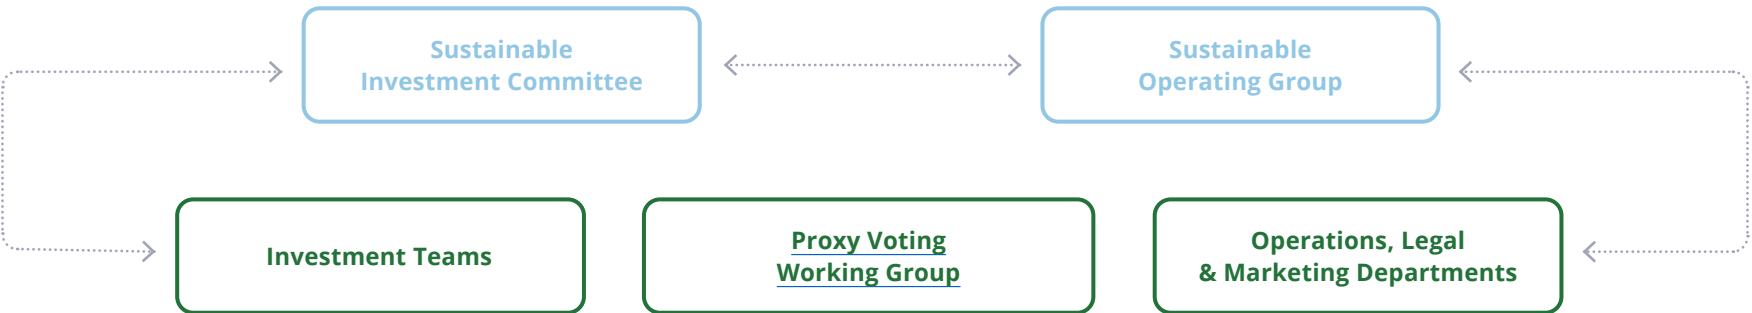 Sustainable
Investment Committee
Sustainable
Operating Group
Investment Teams
Proxy Voting
Working Group
Operations, Legal
& Marketing Departments